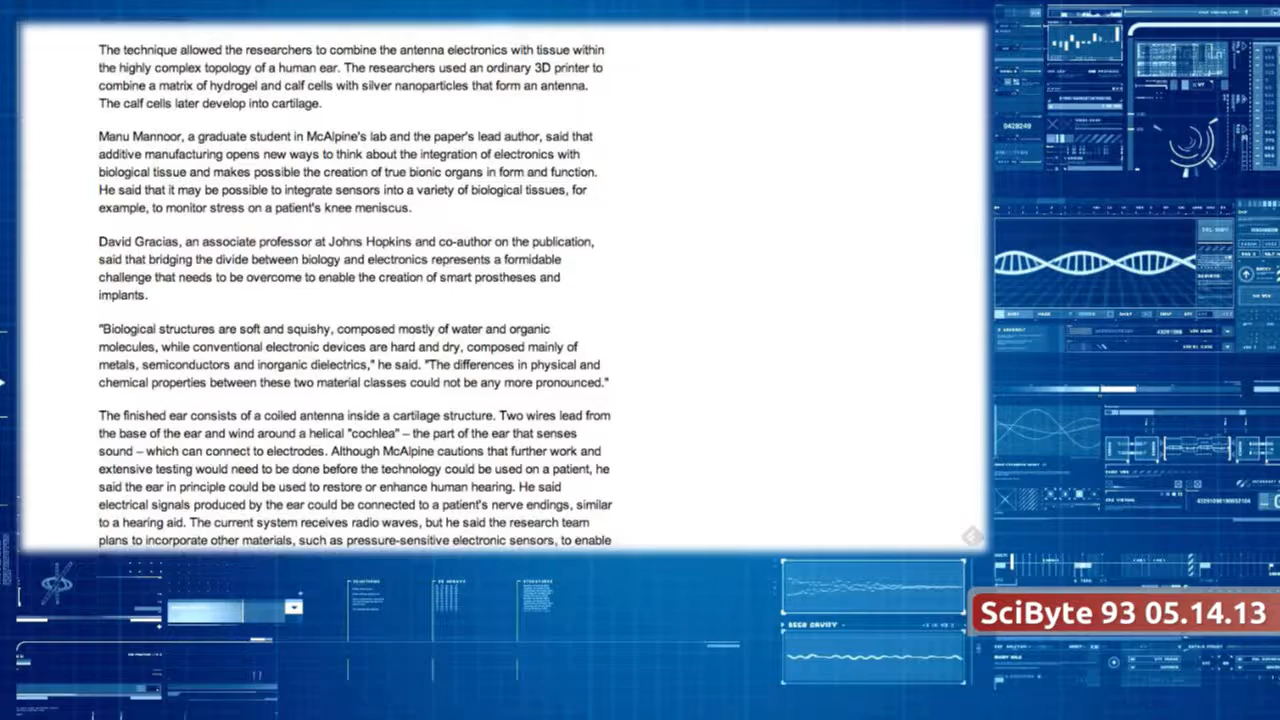 The technique allowed the researchers to combine the antenna electronics with tissue within
the highly complex topology of a human ear. The researchers used an ordinary 3D printer to
combine a matrix of hydrogel and calf cells with silver nanoparticles that form an antenna.
The calf cells later develop into cartilage.
Manu Mannoor, a graduate student in McAlpine's lab and the paper's lead author, said that
additive manufacturing opens new ways to think about the integration of electronics with
biological tissue and makes possible the creation of true bionic organs in form and function.
He said that it may be possible to integrate sensors into a variety of biological tissues, for
example, to monitor stress on a patient's knee meniscus.
David Gracias, an associate professor at Johns Hopkins and co-author on the publication,
said that bridging the divide between biology and electronics represents a formidable
challenge that needs to be overcome to enable the creation of smart prostheses and
implants.
"Biological structures are soft and squishy, composed mostly of water and organic
molecules, while conventional electronic devices are hard and dry, composed mainly of
metals, semiconductors and inorganic dielectrics," he said. "The differences in physical and
chemical properties between these two material classes could not be any more pronounced."
The finished ear consists of a coiled antenna inside a cartilage structure. Two wires lead from
the base of the ear and wind around a helical "cochlea" – the part of the ear that senses
sound – which can connect to electrodes. Although McAlpine cautions that further work and
extensive testing would need to be done before the technology could be used on a patient, he
said the ear in principle could be used to restore or enhance human hearing. He said
electrical signals produced by the ear could be connected to a patient's nerve endings, similar
to a hearing aid. The current system receives radio waves, but he said the research team
plans to incorporate other materials, such as pressure-sensitive electronic sensors, to enable
SciByte 93 05.14.13